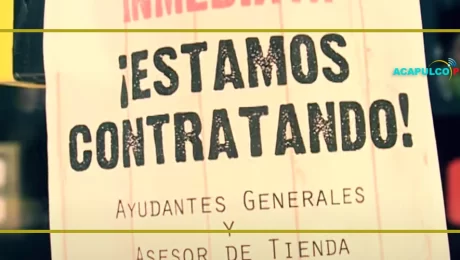 ¡ESTAMOS
CONTRATANDO!
AYUDANTES GENERALES
Y
ASESOR DE TIENDA
ACAPULCO